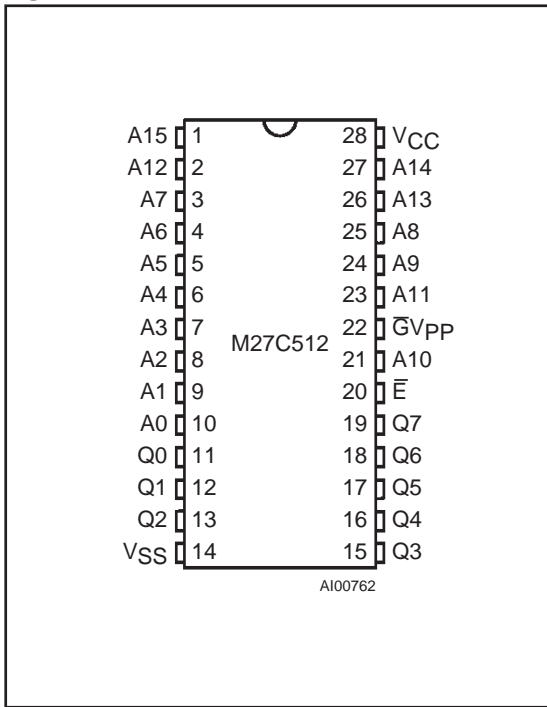 A15 1 28 VCC
A12 2 27 A14
A7 3 26 A13
A6 4 25 A8
A5 5 24 A9
A4 6 23 A11
A3 7 22 G̅VPP
M27C512
A2 8 21 A10
A1 9 20 E̅
A0 10 19 Q7
Q0 11 18 Q6
Q1 12 17 Q5
Q2 13 16 Q4
VSS 14 15 Q3
AI00762